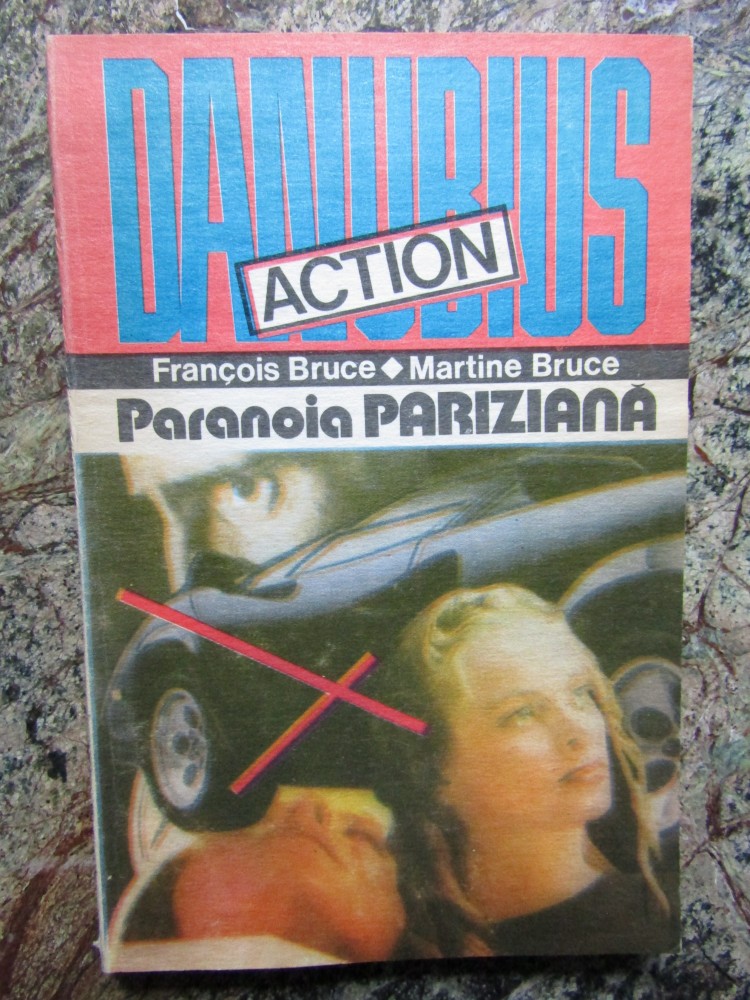 DANUBIUS
ACTION
François Bruce ◆ Martine Bruce
Paranoia PARIZIANĂ